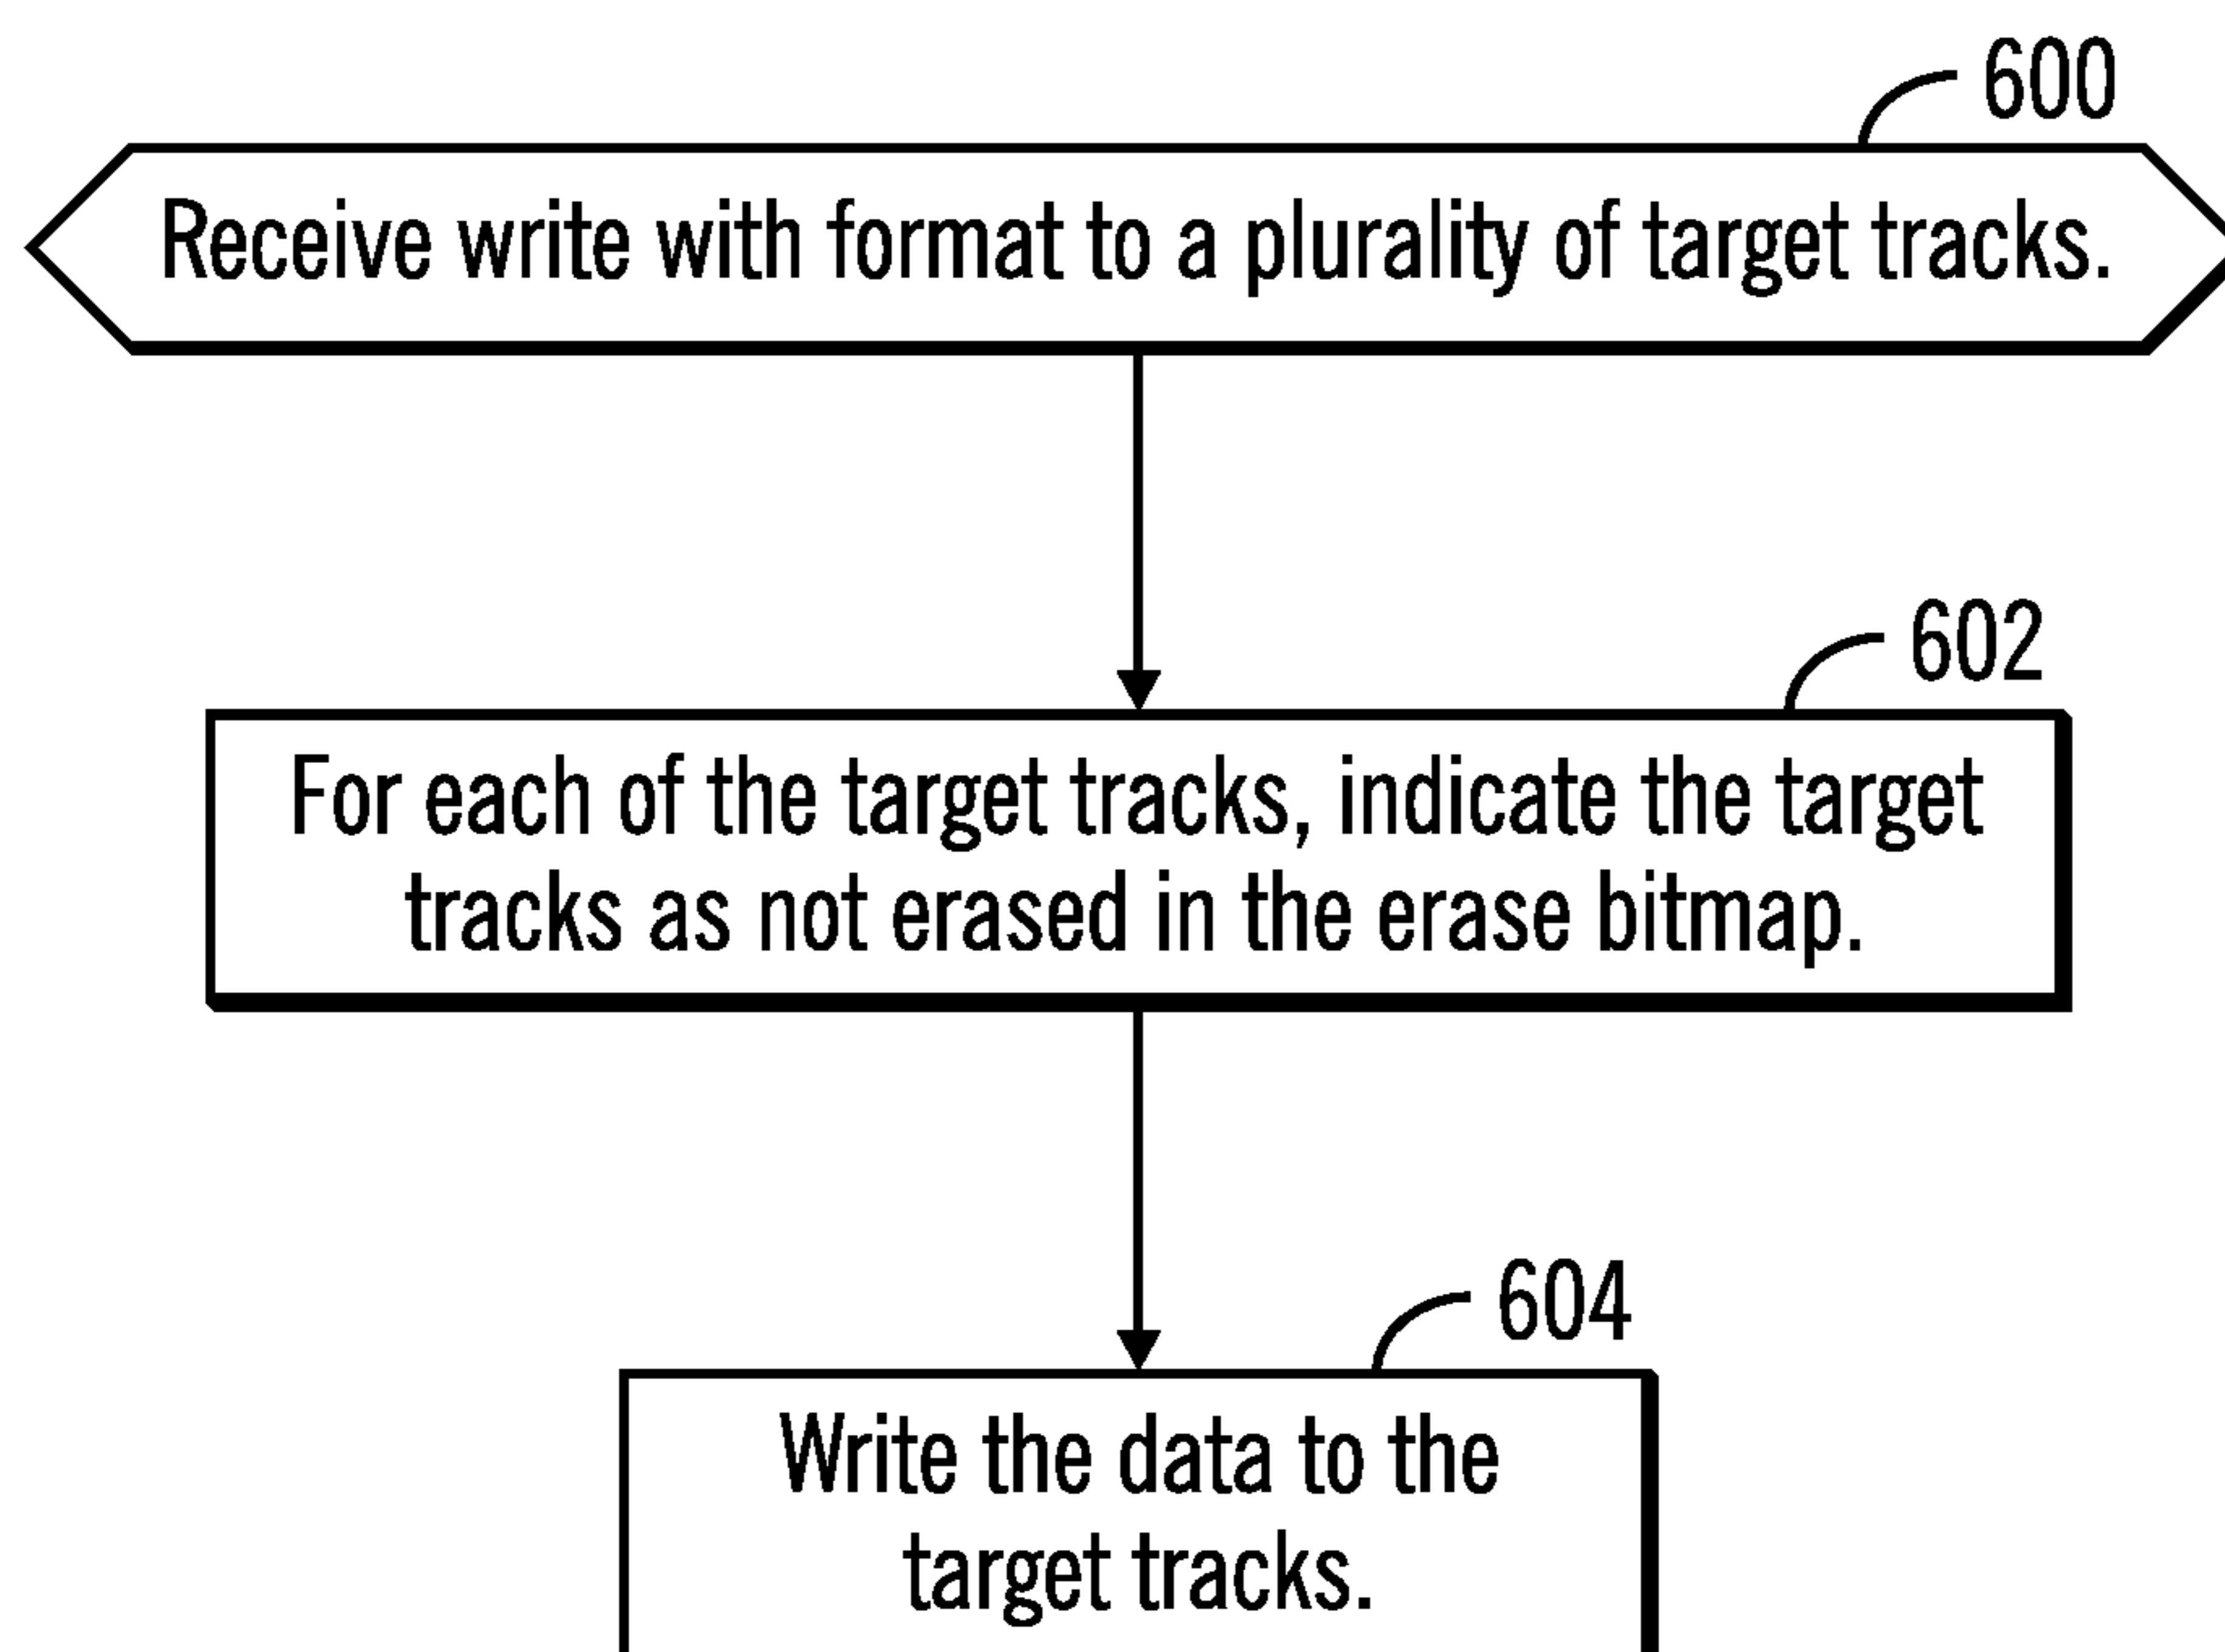 600
Receive write with format to a plurality of target tracks.
602
For each of the target tracks, indicate the target
tracks as not erased in the erase bitmap.
604
Write the data to the
target tracks.